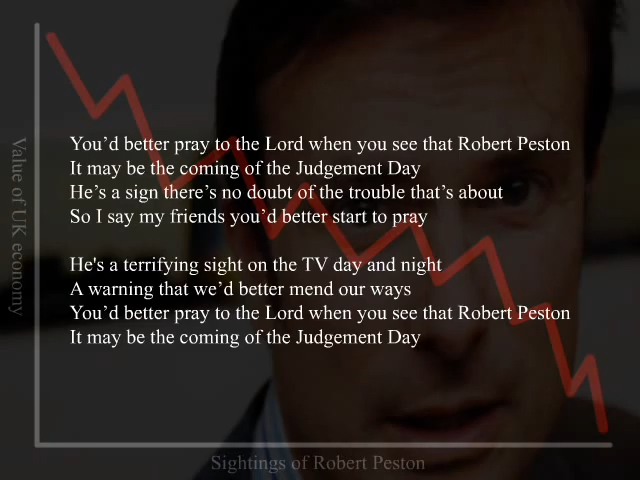 You’d better pray to the Lord when you see that Robert Peston
It may be the coming of the Judgement Day
He’s a sign there’s no doubt of the trouble that’s about
So I say my friends you’d better start to pray
He's a terrifying sight on the TV day and night
A warning that we’d better mend our ways
You’d better pray to the Lord when you see that Robert Peston
It may be the coming of the Judgement Day
Value of UK economy
Sightings of Robert Peston